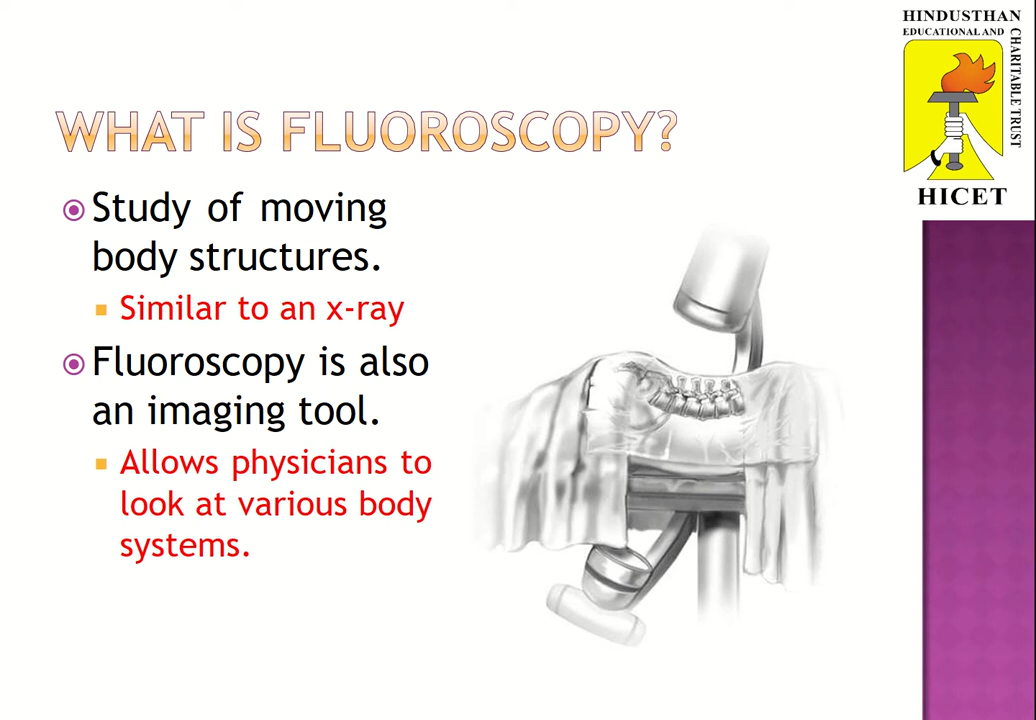 HINDUSTHAN
EDUCATIONAL AND
CHARITABLE TRUST
HICET
WHAT IS FLUOROSCOPY?
Study of moving
body structures.
Similar to an x-ray
Fluoroscopy is also
an imaging tool.
Allows physicians to
look at various body
systems.